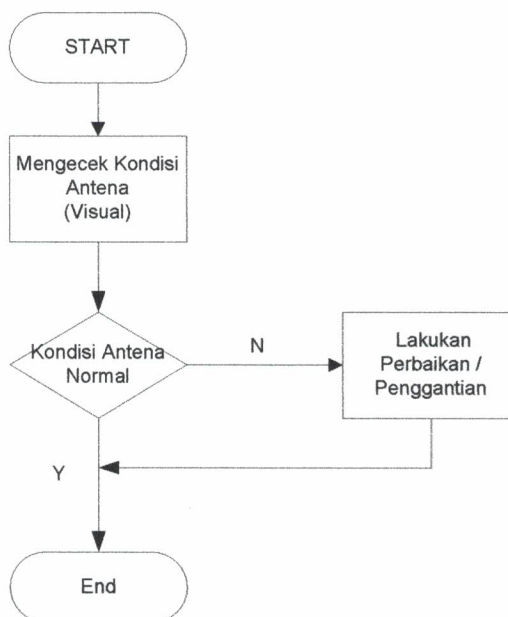 START
Mengecek Kondisi
Antena
(Visual)
Kondisi Antena
Normal
N
Lakukan
Perbaikan /
Penggantian
Y
End